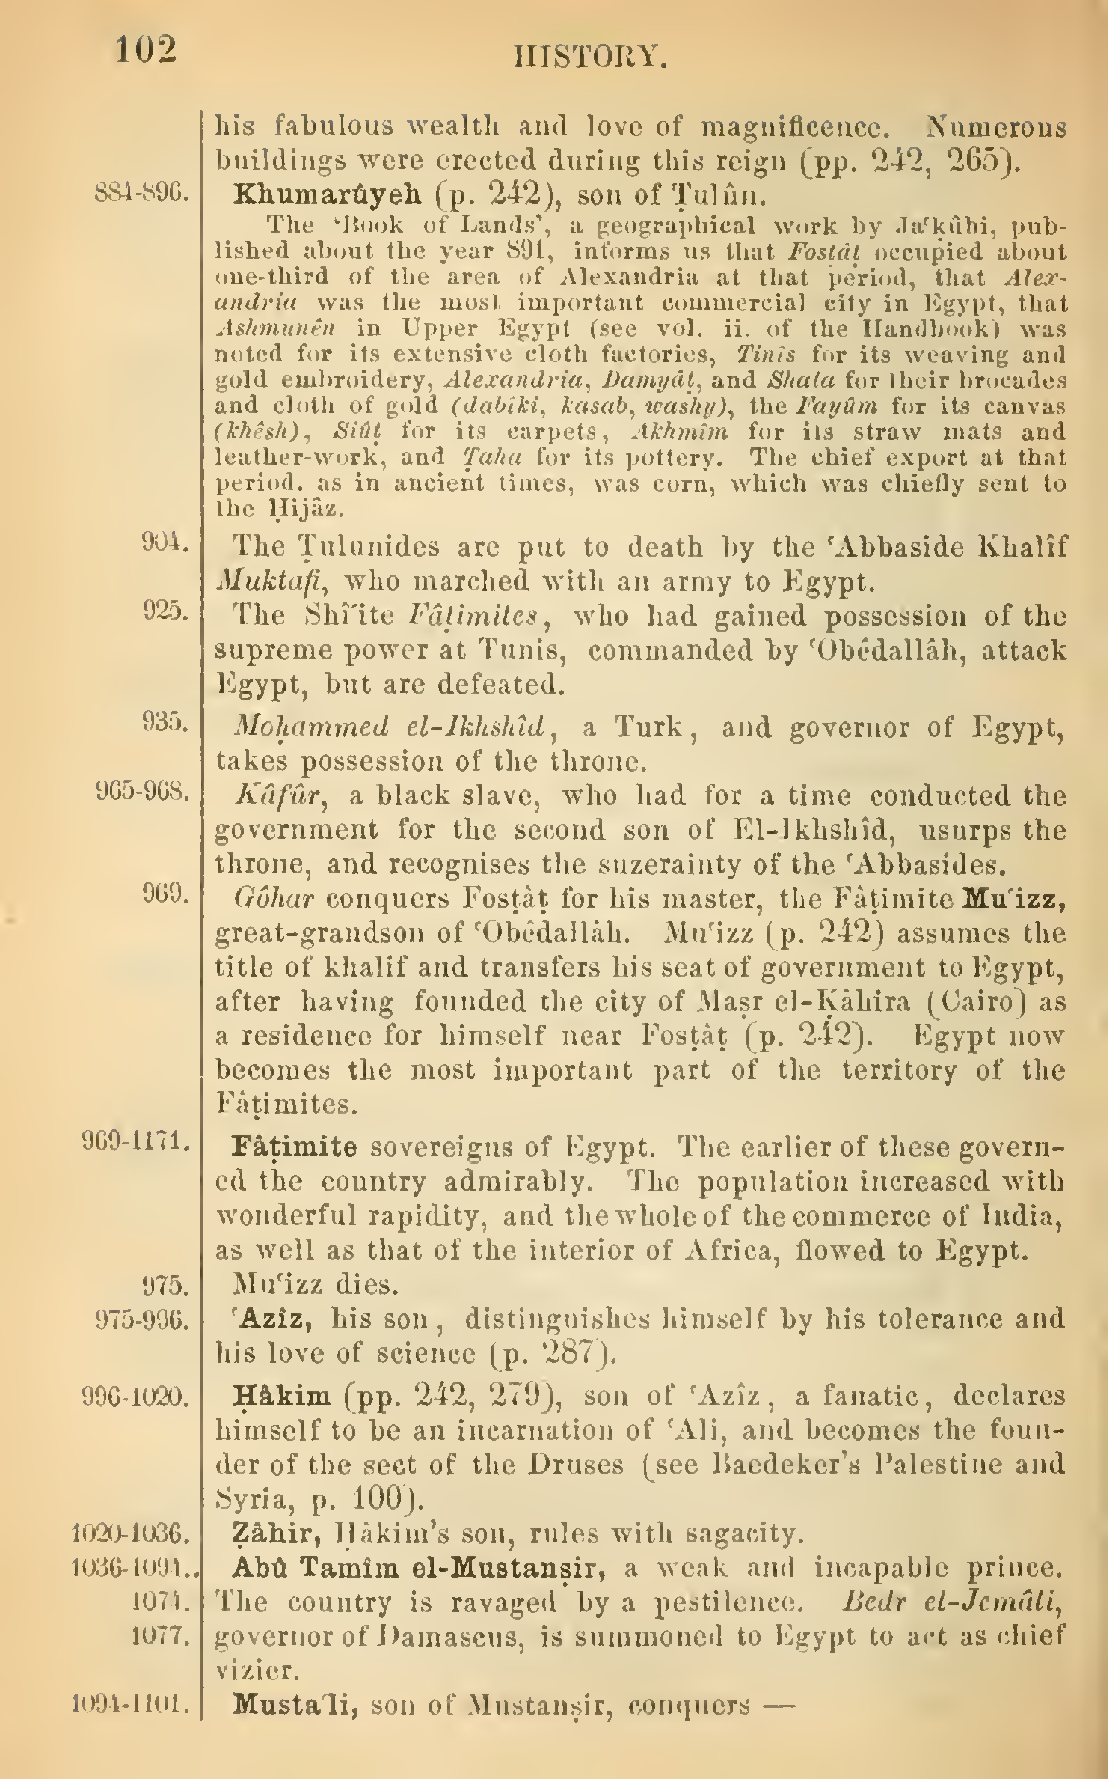 102
HISTORY.
his fabulous wealth and love of magnificence. Numerous
buildings were erected during this reign (pp. 242, 265).
884-896. Khumarûyeh (p. 242), son of Ṭulûn.
The ‘Book of Lands’, a geographical work by Ja‘kûbi, pub-
lished about the year 891, informs us that Fostât occupied about
one-third of the area of Alexandria at that period, that Alex-
andria was the most important commercial city in Egypt, that
Ashmunên in Upper Egypt (see vol. ii. of the Handbook) was
noted for its extensive cloth factories, Tinîs for its weaving and
gold embroidery, Alexandria, Damyâṭ, and Shata for their brocades
and cloth of gold (dabîki, kasab, washy), the Fayûm for its canvas
(khêsh), Siûṭ for its carpets, Akhmîm for its straw mats and
leather-work, and Ṭaha for its pottery. The chief export at that
period, as in ancient times, was corn, which was chiefly sent to
the Ḥijâz.
904. The Ṭulunides are put to death by the ‘Abbaside Khalîf
Muktafi, who marched with an army to Egypt.
925. The Shi‘ite Fâṭimites, who had gained possession of the
supreme power at Tunis, commanded by ‘Obêdallâh, attack
Egypt, but are defeated.
935. Moḥammed el-Ikhshîd, a Turk, and governor of Egypt,
takes possession of the throne.
965-968. Kâfûr, a black slave, who had for a time conducted the
government for the second son of El-Ikhshîd, usurps the
throne, and recognises the suzerainty of the ‘Abbasides.
969. Gôhar conquers Fosṭâṭ for his master, the Fâṭimite Mu‘izz,
great-grandson of ‘Obêdallâh. Mu‘izz (p. 242) assumes the
title of khalif and transfers his seat of government to Egypt,
after having founded the city of Maṣr el-Ḳâhira (Cairo) as
a residence for himself near Fosṭâṭ (p. 242). Egypt now
becomes the most important part of the territory of the
Fâṭimites.
969-1171. Fâṭimite sovereigns of Egypt. The earlier of these govern-
ed the country admirably. The population increased with
wonderful rapidity, and the whole of the commerce of India,
as well as that of the interior of Africa, flowed to Egypt.
975. Mu‘izz dies.
975-996. ‘Azîz, his son, distinguishes himself by his tolerance and
his love of science (p. 287).
996-1020. Ḥâkim (pp. 242, 279), son of ‘Azîz, a fanatic, declares
himself to be an incarnation of ‘Ali, and becomes the foun-
der of the sect of the Druses (see Baedeker's Palestine and
Syria, p. 100).
1020-1036. Ẓâhir, Ḥâkim's son, rules with sagacity.
1036-1094. Abû Tamîm el-Mustanṣir, a weak and incapable prince.
1074. The country is ravaged by a pestilence. Bedr el-Jemâli,
1077. governor of Damascus, is summoned to Egypt to act as chief
vizier.
1094-1101. Musta‘li, son of Mustanṣir, conquers —